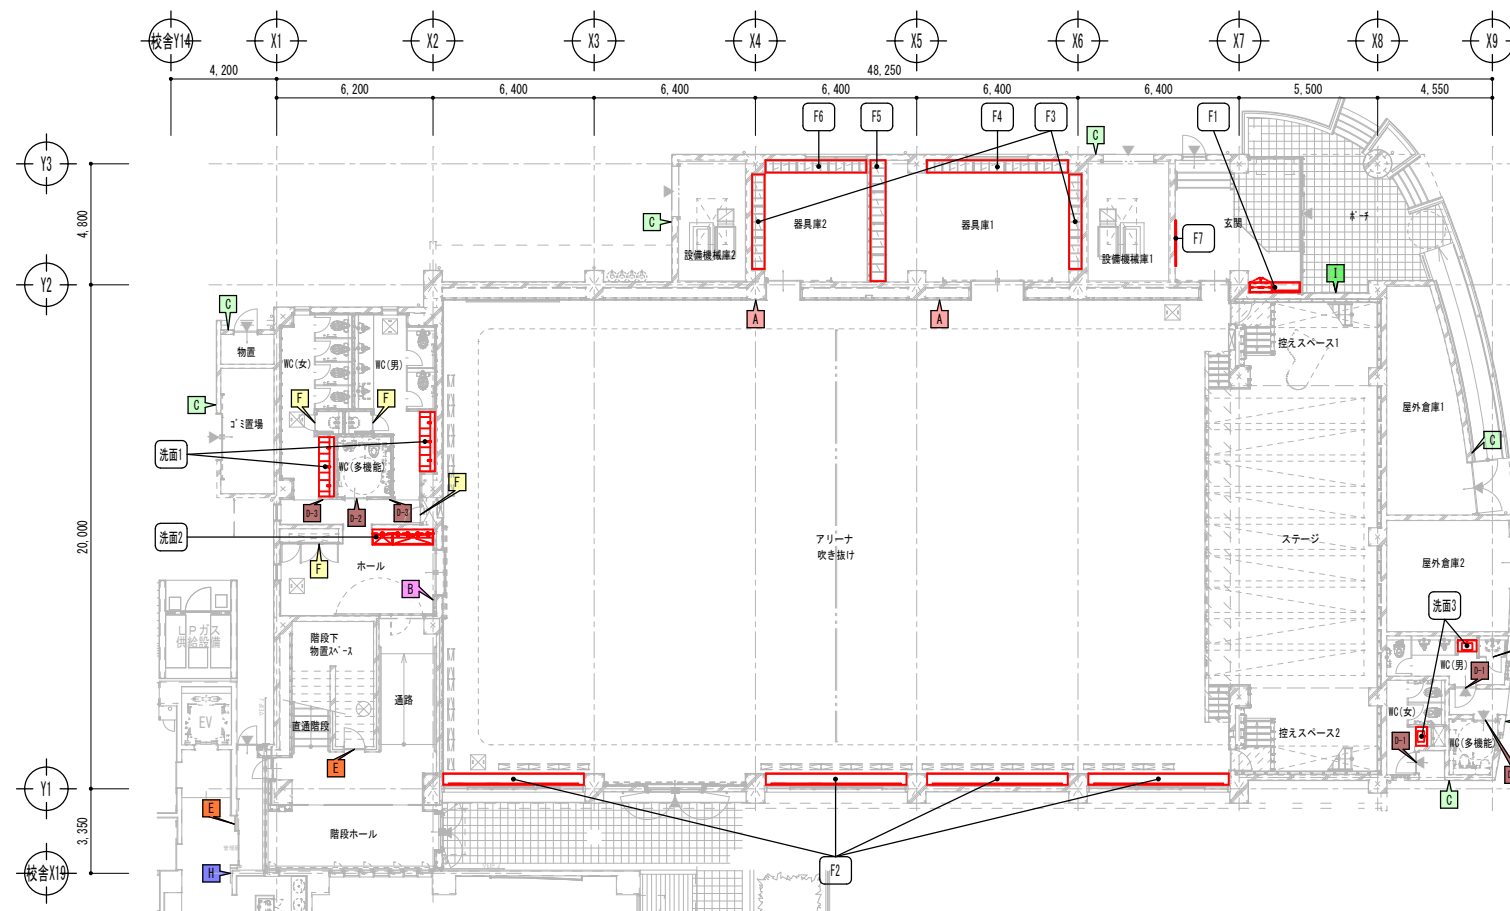 校舎Y14
X1
X2
X3
X4
X5
X6
X7
X8
X9
4,200
48,250
6,200
6,400
6,400
6,400
6,400
6,400
5,500
4,550
F6
F5
F4
F3
C
F1
Y3
C
4,800
器具庫2
器具庫1
玄関
ポーチ
F7
設備機械庫2
設備機械庫1
Y2
I
C
A
A
物置
WC(女)
WC(男)
控えスペース1
F
F
C
ゴミ置場
屋外倉庫1
C
洗面1
WC(多機能)
F
D-3
D-2
D-3
20,000
洗面2
アリーナ
吹き抜け
ステージ
F
ホール
屋外倉庫2
B
洗面3
LPガス
供給設備
階段下
物置スペース
WC(男)
D-1
通路
WC(女)
EV
直通階段
控えスペース2
D-1
WC(多機能)
E
Y1
C
E
3,350
階段ホール
校舎X19
H
F2